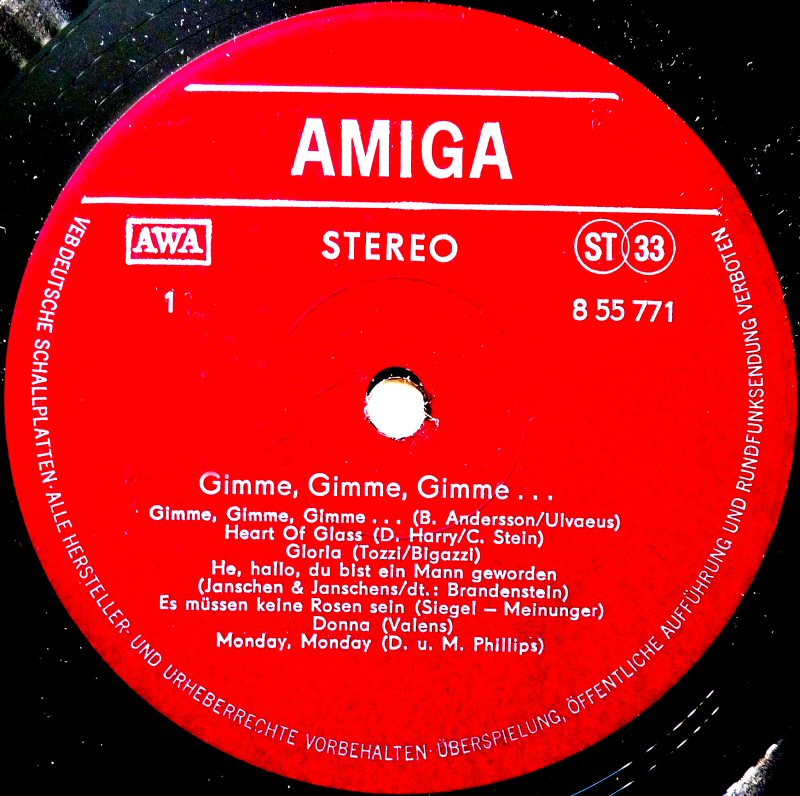 AMIGA
AWA
STEREO
ST 33
1
8 55 771
Gimme, Gimme, Gimme ...
Gimme, Gimme, Gimme ... (B. Andersson/Ulvaeus)
Heart Of Glass (D. Harry/C. Stein)
Gloria (Tozzi/Bigazzi)
He, hallo, du bist ein Mann geworden
(Janschen & Janschens/dt.: Brandenstein)
Es müssen keine Rosen sein (Siegel – Meinunger)
Donna (Valens)
Monday, Monday (D. u. M. Phillips)
VEB DEUTSCHE SCHALLPLATTEN · ALLE HERSTELLER- UND URHEBERRECHTE VORBEHALTEN · ÜBERSPIELUNG, ÖFFENTLICHE AUFFÜHRUNG UND RUNDFUNKSENDUNG VERBOTEN